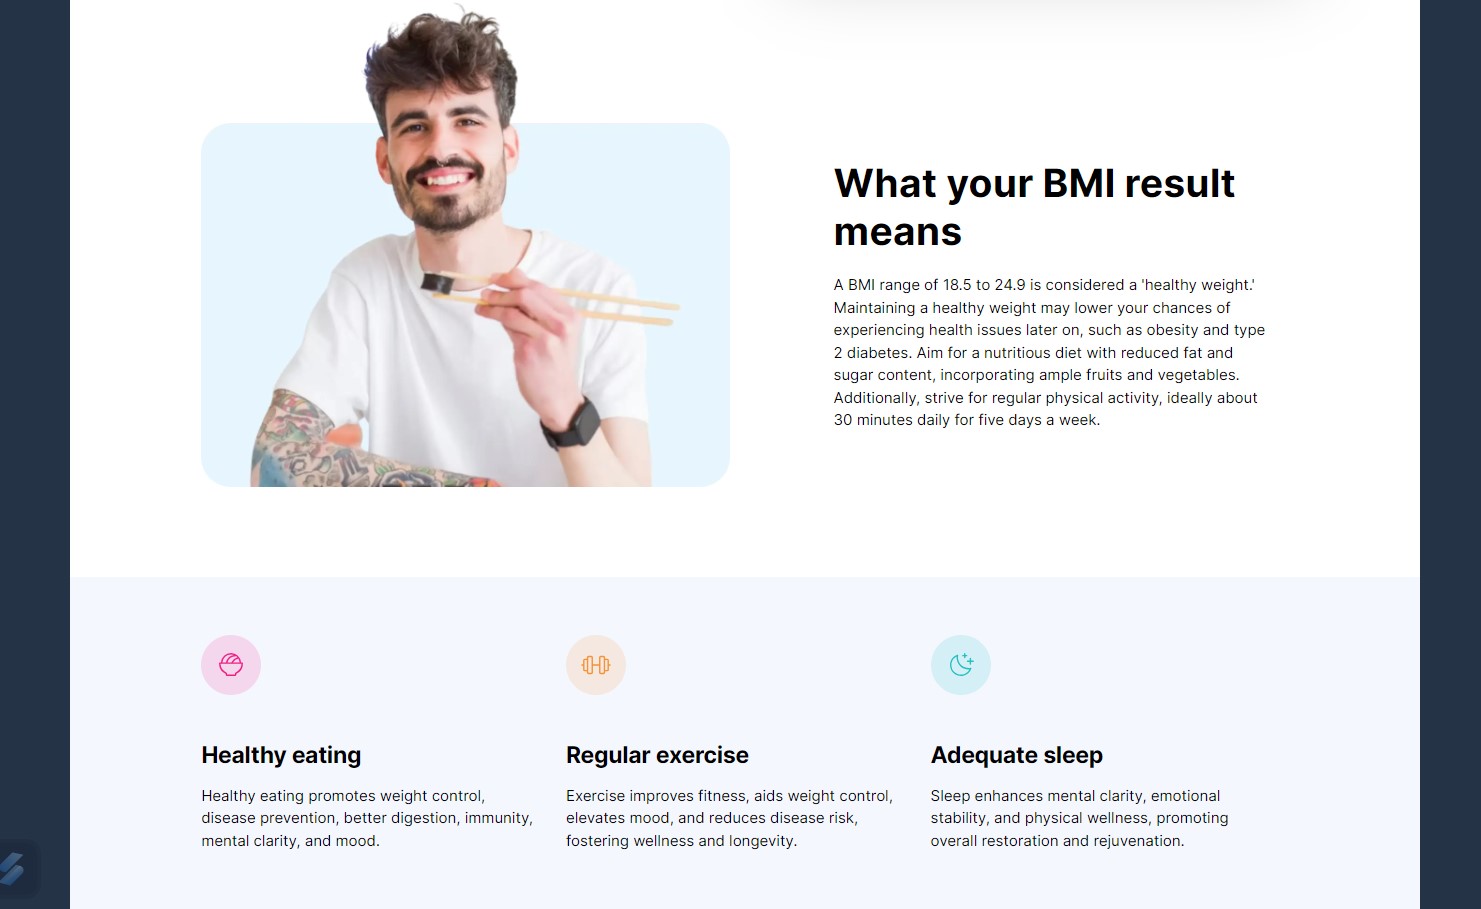 What your BMI result
means
A BMI range of 18.5 to 24.9 is considered a 'healthy weight.'
Maintaining a healthy weight may lower your chances of
experiencing health issues later on, such as obesity and type
2 diabetes. Aim for a nutritious diet with reduced fat and
sugar content, incorporating ample fruits and vegetables.
Additionally, strive for regular physical activity, ideally about
30 minutes daily for five days a week.
Healthy eating
Healthy eating promotes weight control,
disease prevention, better digestion, immunity,
mental clarity, and mood.
Regular exercise
Exercise improves fitness, aids weight control,
elevates mood, and reduces disease risk,
fostering wellness and longevity.
Adequate sleep
Sleep enhances mental clarity, emotional
stability, and physical wellness, promoting
overall restoration and rejuvenation.